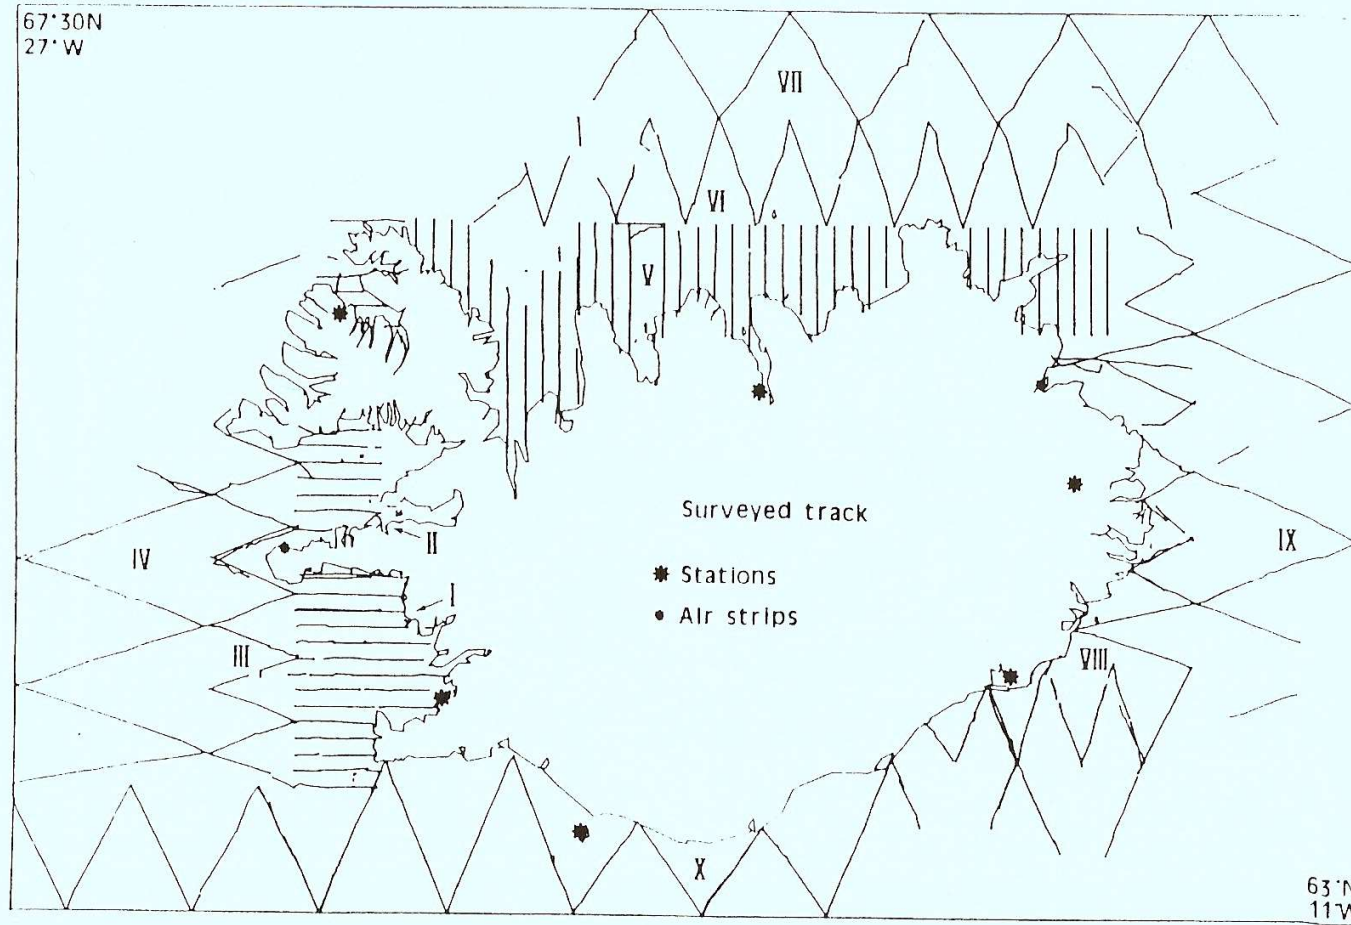 67°30N
27°W
VII
VI
V
Surveyed track
IV
II
IX
✷ Stations
I
• Air strips
III
VIII
X
63°N
11°W